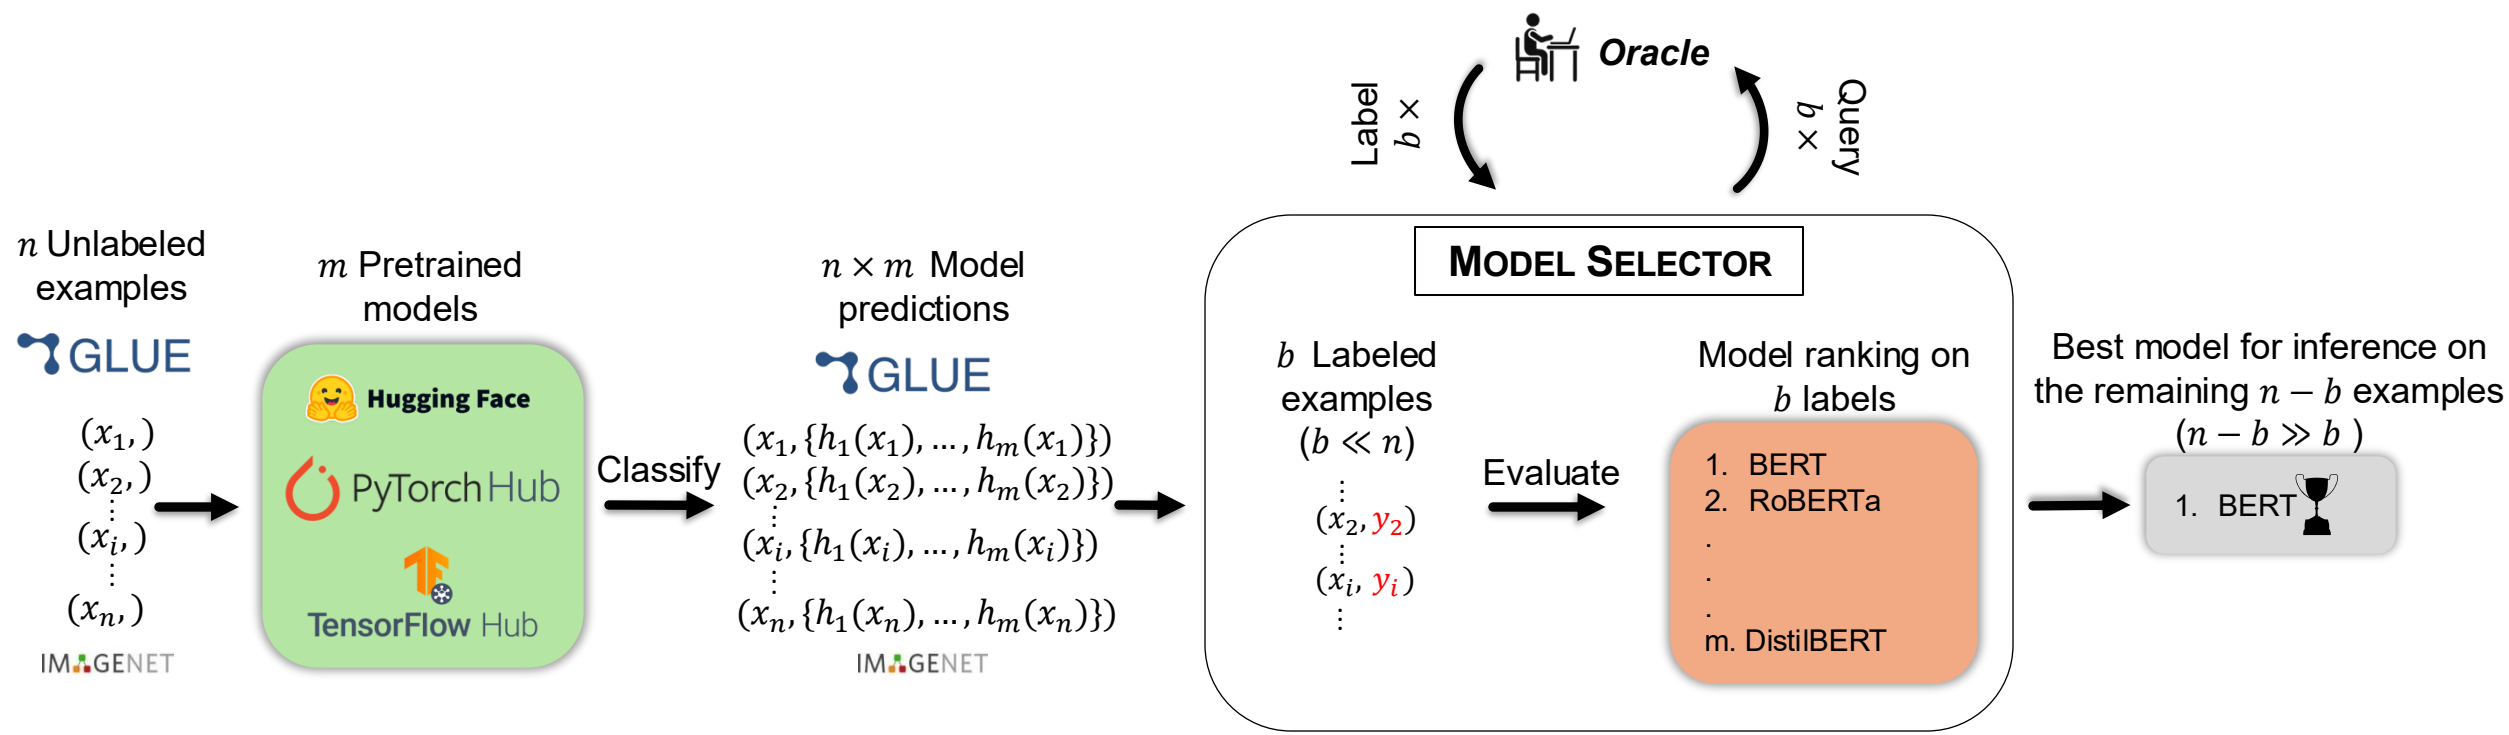 n Unlabeled
examples
GLUE
(x₁,)
(x₂,)
⋮
(xᵢ,)
⋮
(xₙ,)
IMAGENET
m Pretrained
models
Hugging Face
PyTorch Hub
TensorFlow Hub
Classify
n × m Model
predictions
GLUE
(x₁, {h₁(x₁), …, hₘ(x₁)})
(x₂, {h₁(x₂), …, hₘ(x₂)})
⋮
(xᵢ, {h₁(xᵢ), …, hₘ(xᵢ)})
⋮
(xₙ, {h₁(xₙ), …, hₘ(xₙ)})
IMAGENET
Oracle
Label
b ×
Query
b ×
MODEL SELECTOR
b Labeled
examples
(b ≪ n)
⋮
(x₂, y₂)
⋮
(xᵢ, yᵢ)
⋮
Evaluate
Model ranking on
b labels
1. BERT
2. RoBERTa
.
.
.
m. DistilBERT
Best model for inference on
the remaining n − b examples
(n − b ≫ b )
1. BERT